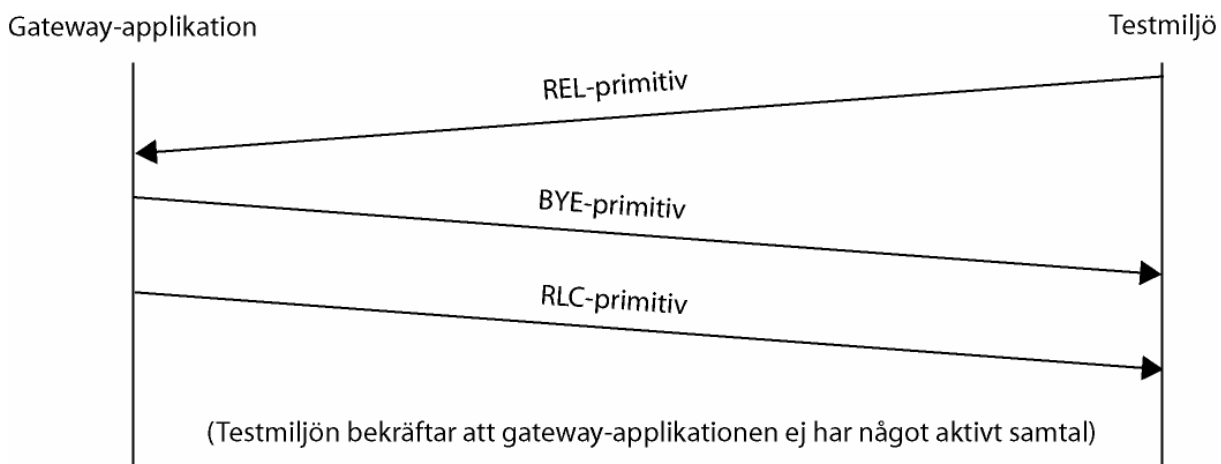 Gateway-applikation
Testmiljö
REL-primitiv
BYE-primitiv
RLC-primitiv
(Testmiljön bekräftar att gateway-applikationen ej har något aktivt samtal)